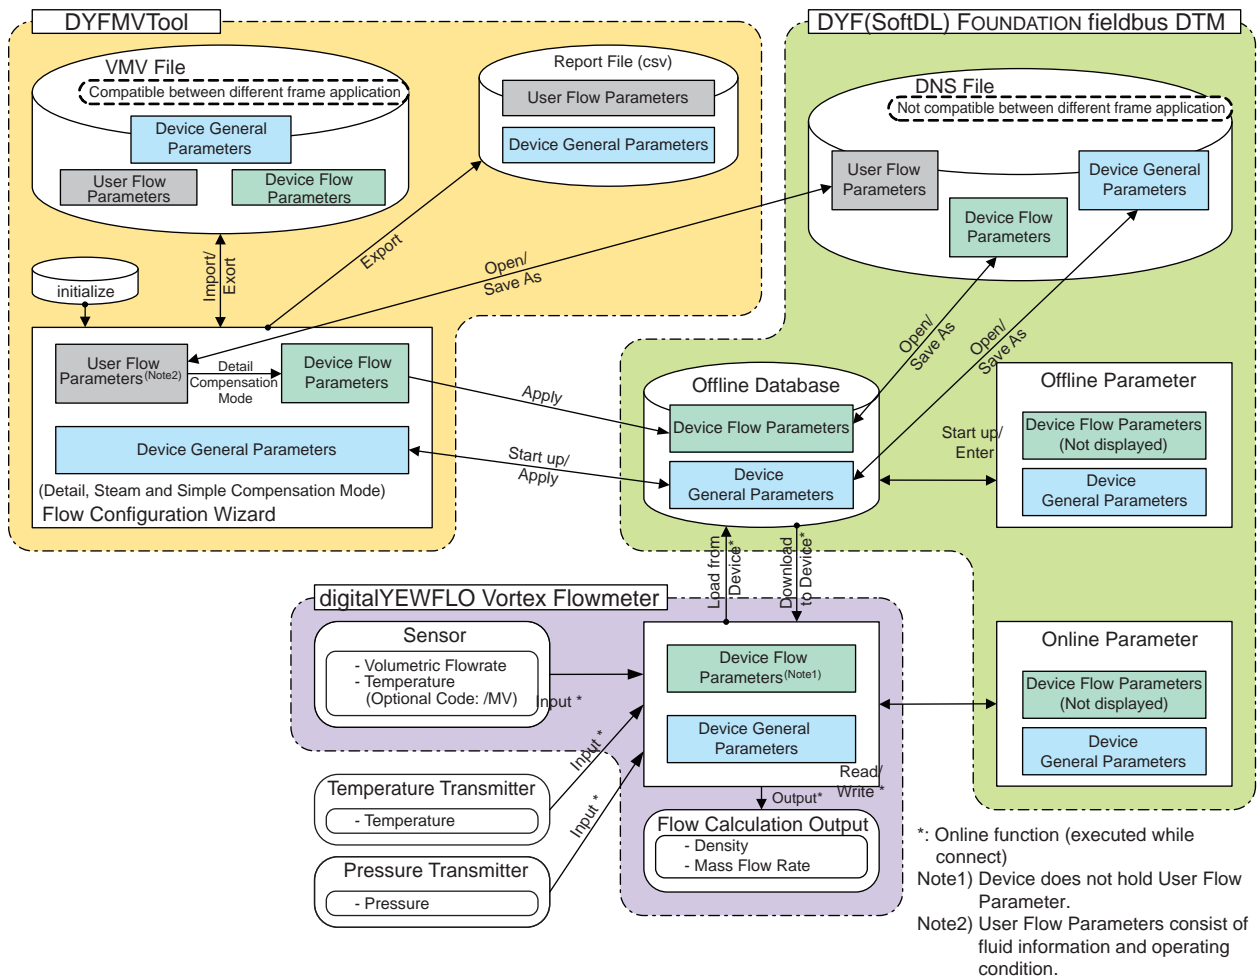 DYFMVTool
VMV File
Compatible between different frame application
Device General
Parameters
User Flow
Parameters
Device Flow
Parameters
Report File (csv)
User Flow Parameters
Device General Parameters
Import/
Exort
Export
Open/
Save As
initialize
User Flow
Parameters(Note2)
Detail
Compensation
Mode
Device Flow
Parameters
Device General Parameters
(Detail, Steam and Simple Compensation Mode)
Flow Configuration Wizard
Apply
Start up/
Apply
DYF(SoftDL) FOUNDATION fieldbus DTM
DNS File
Not compatible between different frame application
User Flow
Parameters
Device General
Parameters
Device Flow
Parameters
Open/
Save As
Open/
Save As
Offline Database
Device Flow Parameters
Device
General Parameters
Start up/
Enter
Offline Parameter
Device Flow Parameters
(Not displayed)
Device
General Parameters
Load from
Device*
Download
to Device*
digitalYEWFLO Vortex Flowmeter
Sensor
- Volumetric Flowrate
- Temperature
(Optional Code: /MV)
Input *
Device Flow
Parameters(Note1)
Device General
Parameters
Read/
Write *
Online Parameter
Device Flow Parameters
(Not displayed)
Device
General Parameters
Temperature Transmitter
- Temperature
Input *
Pressure Transmitter
- Pressure
Input *
Output*
Flow Calculation Output
- Density
- Mass Flow Rate
*: Online function (executed while
connect)
Note1) Device does not hold User Flow
Parameter.
Note2) User Flow Parameters consist of
fluid information and operating
condition.